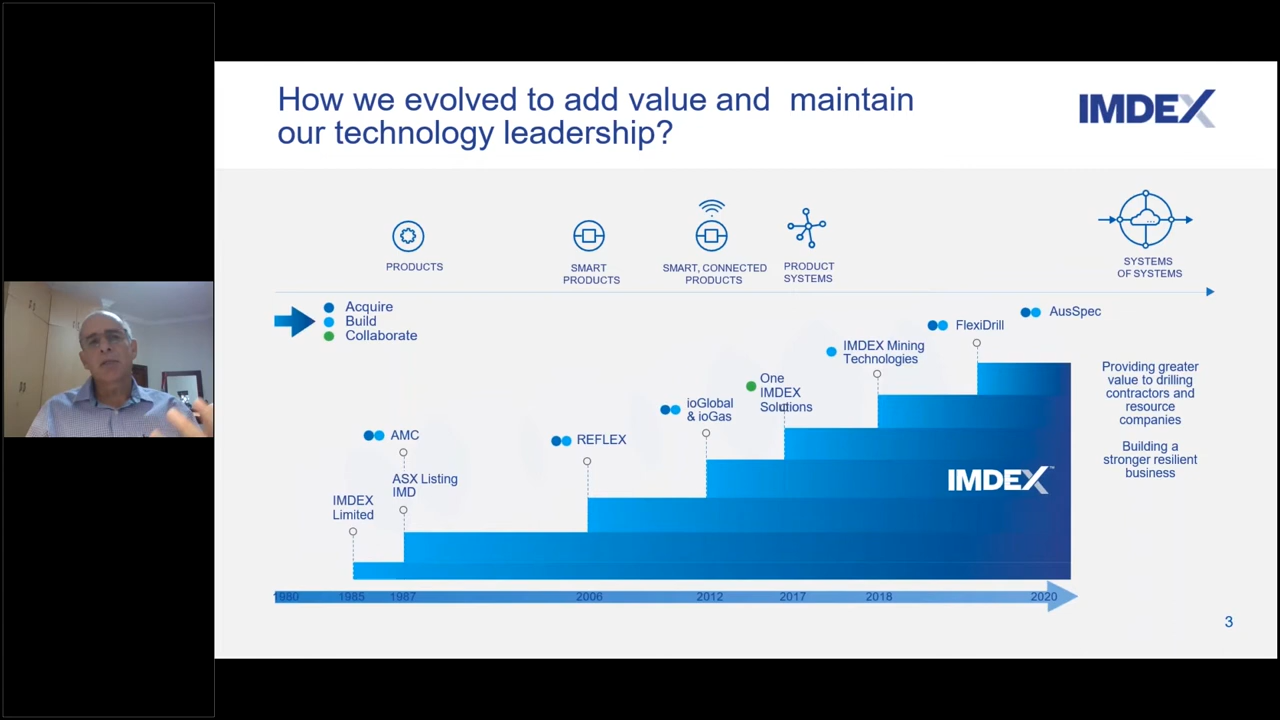 How we evolved to add value and maintain
our technology leadership?
IMDEX
PRODUCTS
SMART
PRODUCTS
SMART, CONNECTED
PRODUCTS
PRODUCT
SYSTEMS
SYSTEMS
OF SYSTEMS
Acquire
Build
Collaborate
IMDEX
Limited
AMC
ASX Listing
IMD
REFLEX
ioGlobal
& ioGas
One
IMDEX
Solutions
IMDEX Mining
Technologies
FlexiDrill
AusSpec
Providing greater
value to drilling
contractors and
resource
companies
Building a
stronger resilient
business
IMDEX™
1980 1985 1987 2006 2012 2017 2018 2020
3